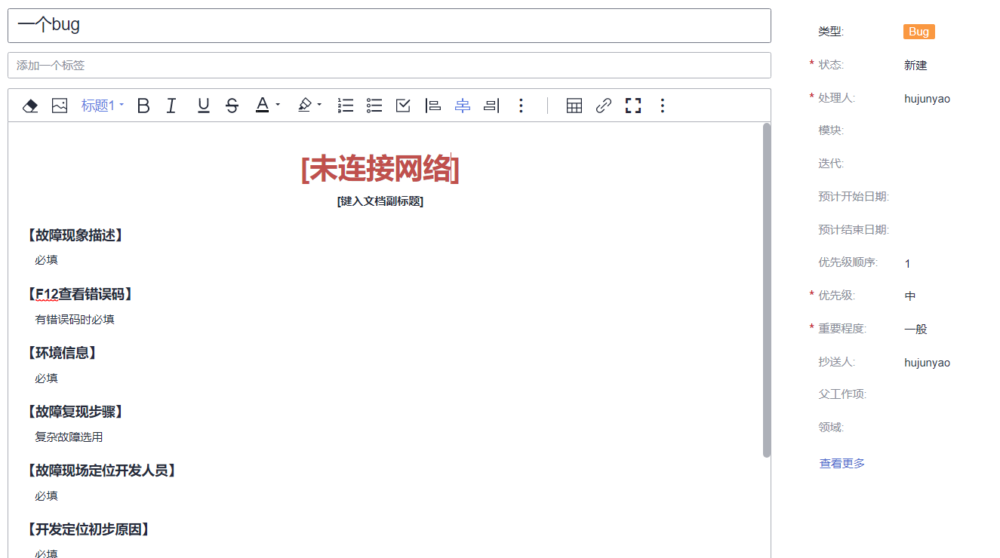 一个bug
添加一个标签
标题1
[未连接网络]
[键入文档副标题]
【故障现象描述】
必填
【F12查看错误码】
有错误码时必填
【环境信息】
必填
【故障复现步骤】
复杂故障选用
【故障现场定位开发人员】
必填
【开发定位初步原因】
必填
类型: Bug
* 状态: 新建
* 处理人: hujunyao
模块:
迭代:
预计开始日期:
预计结束日期:
优先级顺序: 1
* 优先级: 中
* 重要程度: 一般
抄送人: hujunyao
父工作项:
领域:
查看更多